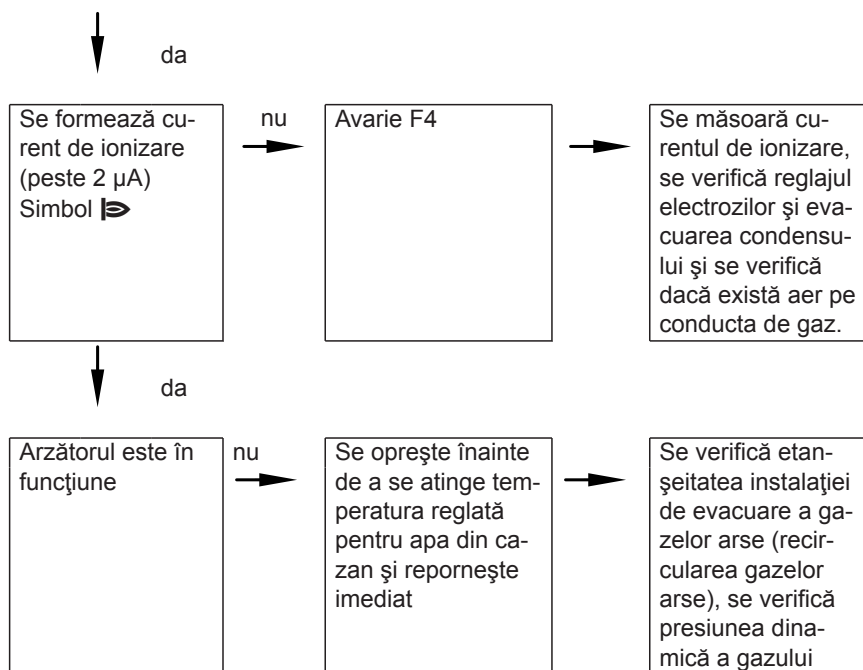 da
Se formează cu-
rent de ionizare
(peste 2 µA)
Simbol
nu
Avarie F4
Se măsoară cu-
rentul de ionizare,
se verifică reglajul
electrozilor şi eva-
cuarea condensu-
lui şi se verifică
dacă există aer pe
conducta de gaz.
da
Arzătorul este în
funcţiune
nu
Se opreşte înainte
de a se atinge tem-
peratura reglată
pentru apa din ca-
zan şi reporneşte
imediat
Se verifică etan-
şeitatea instalaţiei
de evacuare a ga-
zelor arse (recir-
cularea gazelor
arse), se verifică
presiunea dina-
mică a gazului